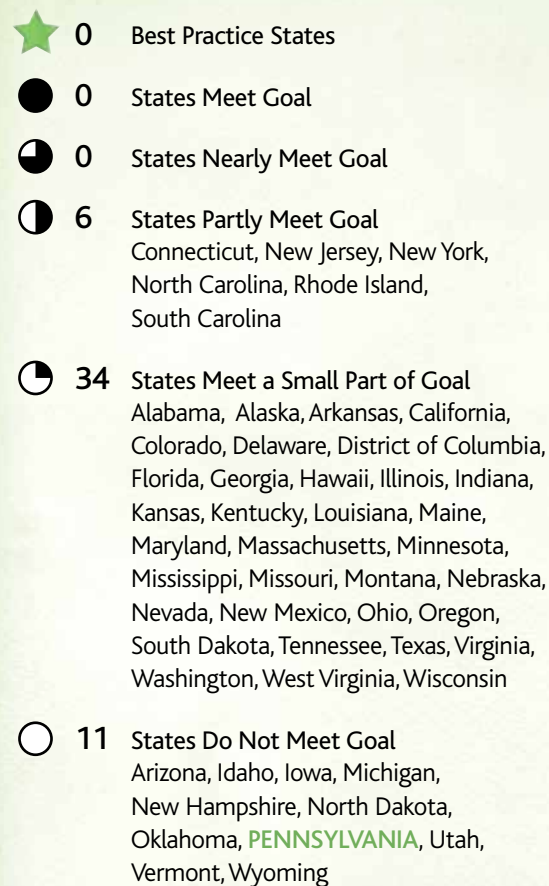 0 Best Practice States
0 States Meet Goal
0 States Nearly Meet Goal
6 States Partly Meet Goal
Connecticut, New Jersey, New York,
North Carolina, Rhode Island,
South Carolina
34 States Meet a Small Part of Goal
Alabama, Alaska, Arkansas, California,
Colorado, Delaware, District of Columbia,
Florida, Georgia, Hawaii, Illinois, Indiana,
Kansas, Kentucky, Louisiana, Maine,
Maryland, Massachusetts, Minnesota,
Mississippi, Missouri, Montana, Nebraska,
Nevada, New Mexico, Ohio, Oregon,
South Dakota, Tennessee, Texas, Virginia,
Washington, West Virginia, Wisconsin
11 States Do Not Meet Goal
Arizona, Idaho, Iowa, Michigan,
New Hampshire, North Dakota,
Oklahoma, PENNSYLVANIA, Utah,
Vermont, Wyoming